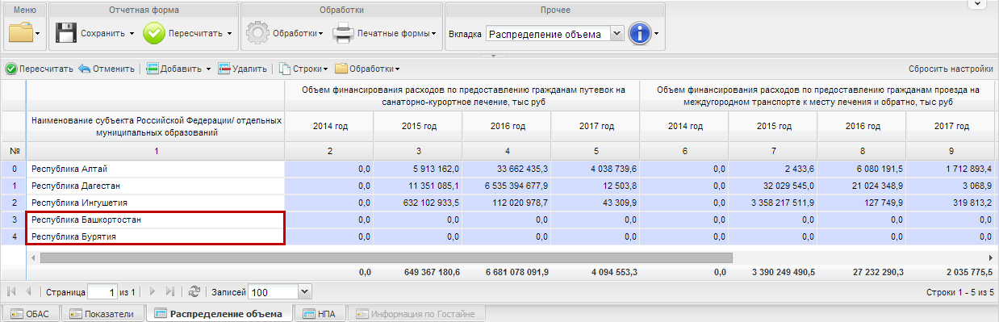 Меню
Отчетная форма
Обработки
Прочее
Сохранить
Пересчитать
Обработки
Печатные формы
Вкладка
Распределение объема
Пересчитать Отменить Добавить Удалить Строки Обработки
Сбросить настройки
Объем финансирования расходов по предоставлению гражданам путевок на
санаторно-курортное лечение, тыс руб
Объем финансирования расходов по предоставлению гражданам проезда на
междугородном транспорте к месту лечения и обратно, тыс руб
Наименование субъекта Российской Федерации/ отдельных
муниципальных образований
2014 год 2015 год 2016 год 2017 год 2014 год 2015 год 2016 год 2017 год
№ 1 2 3 4 5 6 7 8 9
0 Республика Алтай 0,0 5 913 162,0 33 662 435,3 4 038 739,6 0,0 2 433,6 6 080 191,5 1 712 893,4
1 Республика Дагестан 0,0 11 351 085,1 6 535 394 677,9 12 503,8 0,0 32 029 545,0 21 024 348,9 3 068,9
2 Республика Ингушетия 0,0 632 102 933,5 112 020 978,7 43 309,9 0,0 3 358 217 511,9 127 749,9 319 813,2
3 Республика Башкортостан 0,0 0,0 0,0 0,0 0,0 0,0 0,0 0,0
4 Республика Бурятия 0,0 0,0 0,0 0,0 0,0 0,0 0,0 0,0
0,0 649 367 180,6 6 681 078 091,9 4 094 553,3 0,0 3 390 249 490,5 27 232 290,3 2 035 775,5
Страница 1 из 1 Записей 100
Строки 1 - 5 из 5
ОБАС Показатели Распределение объема НПА Информация по Гостайне